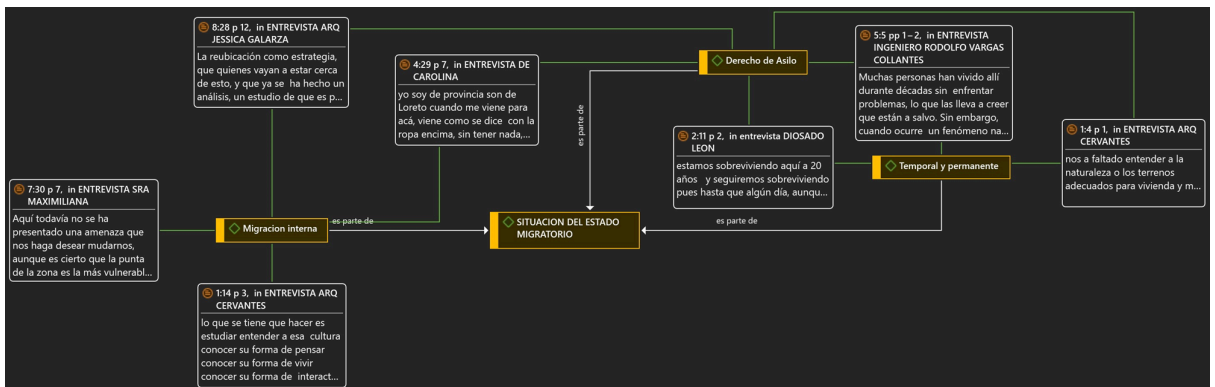 8:28 p 12, in ENTREVISTA ARQ
JESSICA GALARZA
La reubicación como estrategia,
que quienes vayan a estar cerca
de esto, y que ya se ha hecho un
análisis, un estudio de que es p...
4:29 p 7, in ENTREVISTA DE
CAROLINA
yo soy de provincia son de
Loreto cuando me viene para
acá, viene como se dice con la
ropa encima, sin tener nada,...
Derecho de Asilo
5:5 pp 1–2, in ENTREVISTA
INGENIERO RODOLFO VARGAS
COLLANTES
Muchas personas han vivido allí
durante décadas sin enfrentar
problemas, lo que las lleva a creer
que están a salvo. Sin embargo,
cuando ocurre un fenómeno na...
es parte de
2:11 p 2, in entrevista DIOSADO
LEON
estamos sobreviviendo aquí a 20
años y seguiremos sobreviviendo
pues hasta que algún día, aunqu...
1:4 p 1, in ENTREVISTA ARQ
CERVANTES
nos a faltado entender a la
naturaleza o los terrenos
adecuados para vivienda y m...
Temporal y permanente
7:30 p 7, in ENTREVISTA SRA
MAXIMILIANA
Aquí todavía no se ha
presentado una amenaza que
nos haga desear mudarnos,
aunque es cierto que la punta
de la zona es la más vulnerabl...
Migracion interna
es parte de
SITUACION DEL ESTADO
MIGRATORIO
es parte de
1:14 p 3, in ENTREVISTA ARQ
CERVANTES
lo que se tiene que hacer es
estudiar entender a esa cultura
conocer su forma de pensar
conocer su forma de vivir
conocer su forma de interact...